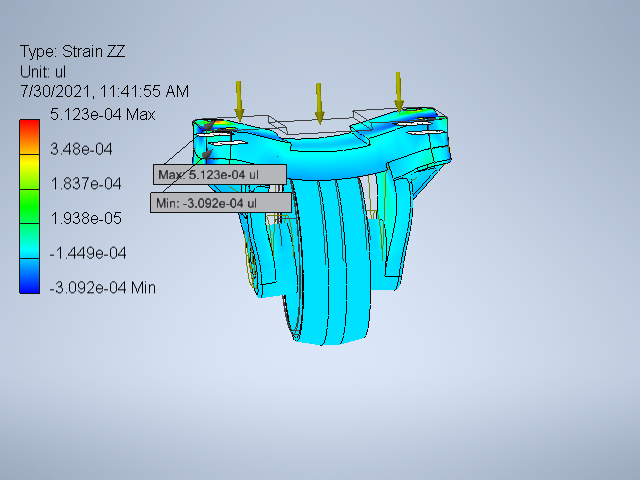 Type: Strain ZZ
Unit: ul
7/30/2021, 11:41:55 AM
5.123e-04 Max
3.48e-04
1.837e-04
1.938e-05
-1.449e-04
-3.092e-04 Min
Max: 5.123e-04 ul
Min: -3.092e-04 ul